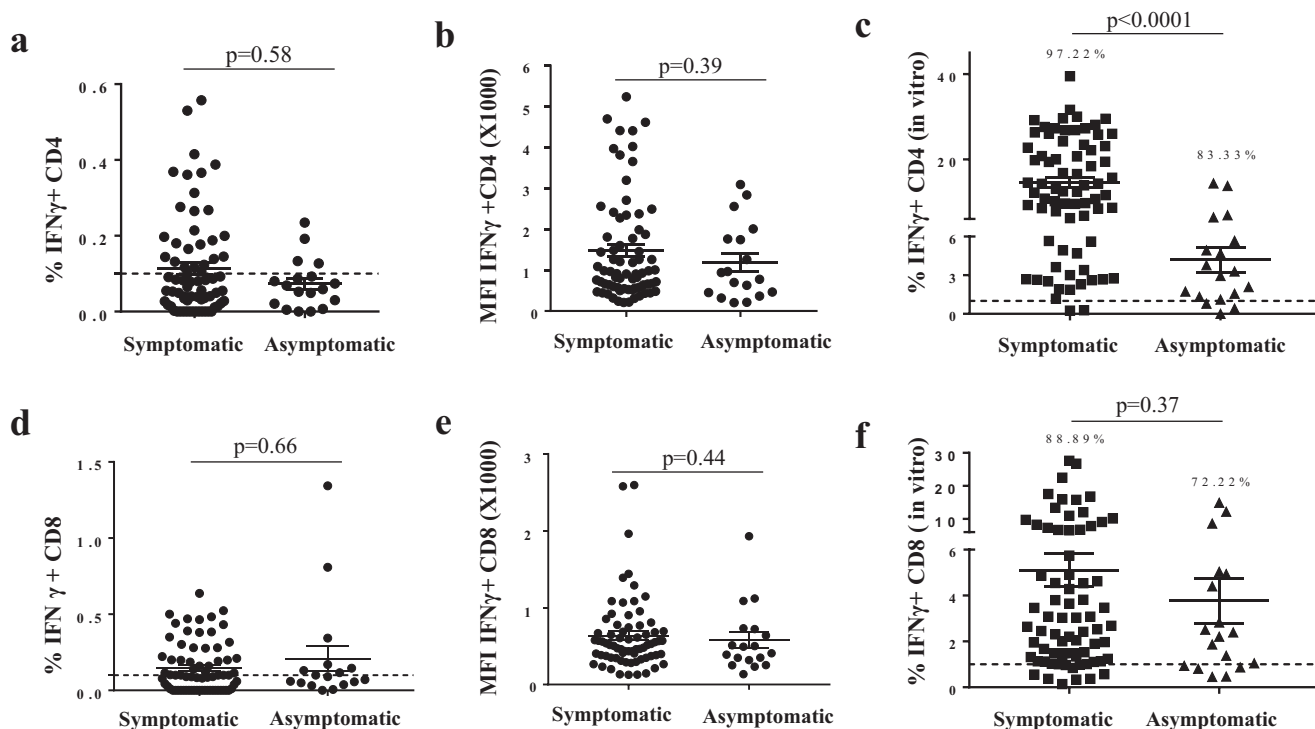 a
p=0.58
% IFNγ+ CD4
0.6
0.4
0.2
0.0
Symptomatic Asymptomatic
b
p=0.39
MFI IFNγ +CD4 (X1000)
6
5
4
3
2
1
0
Symptomatic Asymptomatic
c
p<0.0001
97.22%
83.33%
% IFNγ+ CD4 (in vitro)
40
20
6
3
0
Symptomatic Asymptomatic
d
p=0.66
% IFN γ + CD8
1.5
1.0
0.5
0.0
Symptomatic Asymptomatic
e
p=0.44
MFI IFNγ+ CD8 (X1000)
3
2
1
0
Symptomatic Asymptomatic
f
p=0.37
88.89%
72.22%
% IFNγ+ CD8 ( in vitro)
30
20
10
6
4
2
0
Symptomatic Asymptomatic